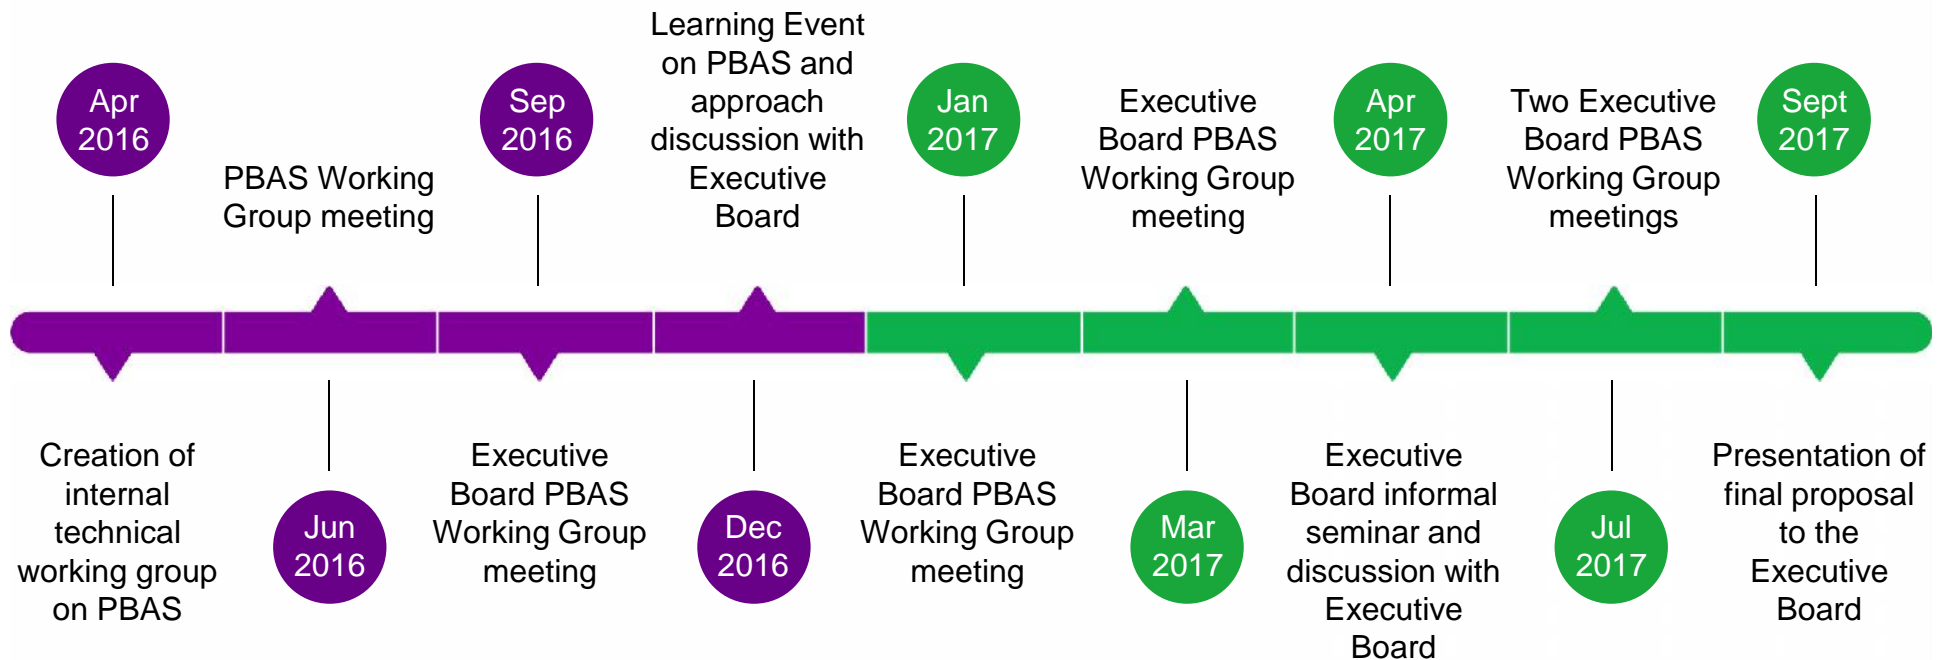 Apr
2016
Creation of
internal
technical
working group
on PBAS
PBAS Working
Group meeting
Jun
2016
Sep
2016
Executive
Board PBAS
Working Group
meeting
Learning Event
on PBAS and
approach
discussion with
Executive
Board
Dec
2016
Jan
2017
Executive
Board PBAS
Working Group
meeting
Executive
Board PBAS
Working Group
meeting
Mar
2017
Apr
2017
Executive
Board informal
seminar and
discussion with
Executive
Board
Two Executive
Board PBAS
Working Group
meetings
Jul
2017
Sept
2017
Presentation of
final proposal
to the
Executive
Board